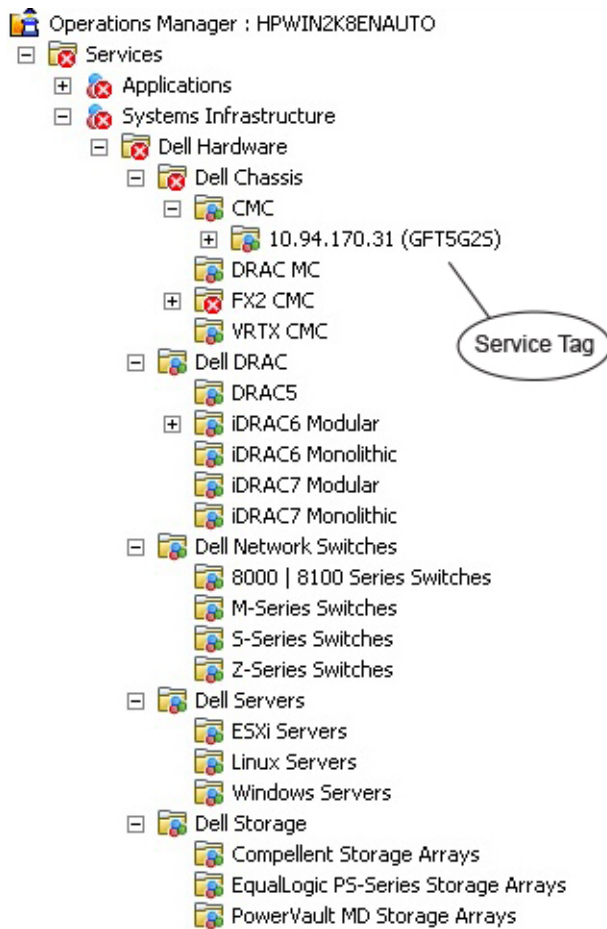 Operations Manager : HPWIN2K8ENAUTO
Services
Applications
Systems Infrastructure
Dell Hardware
Dell Chassis
CMC
10.94.170.31 (GFT5G2S)
DRAC MC
FX2 CMC
VRTX CMC
Service Tag
Dell DRAC
DRAC5
iDRAC6 Modular
iDRAC6 Monolithic
iDRAC7 Modular
iDRAC7 Monolithic
Dell Network Switches
8000 | 8100 Series Switches
M-Series Switches
S-Series Switches
Z-Series Switches
Dell Servers
ESXi Servers
Linux Servers
Windows Servers
Dell Storage
Compellent Storage Arrays
EqualLogic PS-Series Storage Arrays
PowerVault MD Storage Arrays